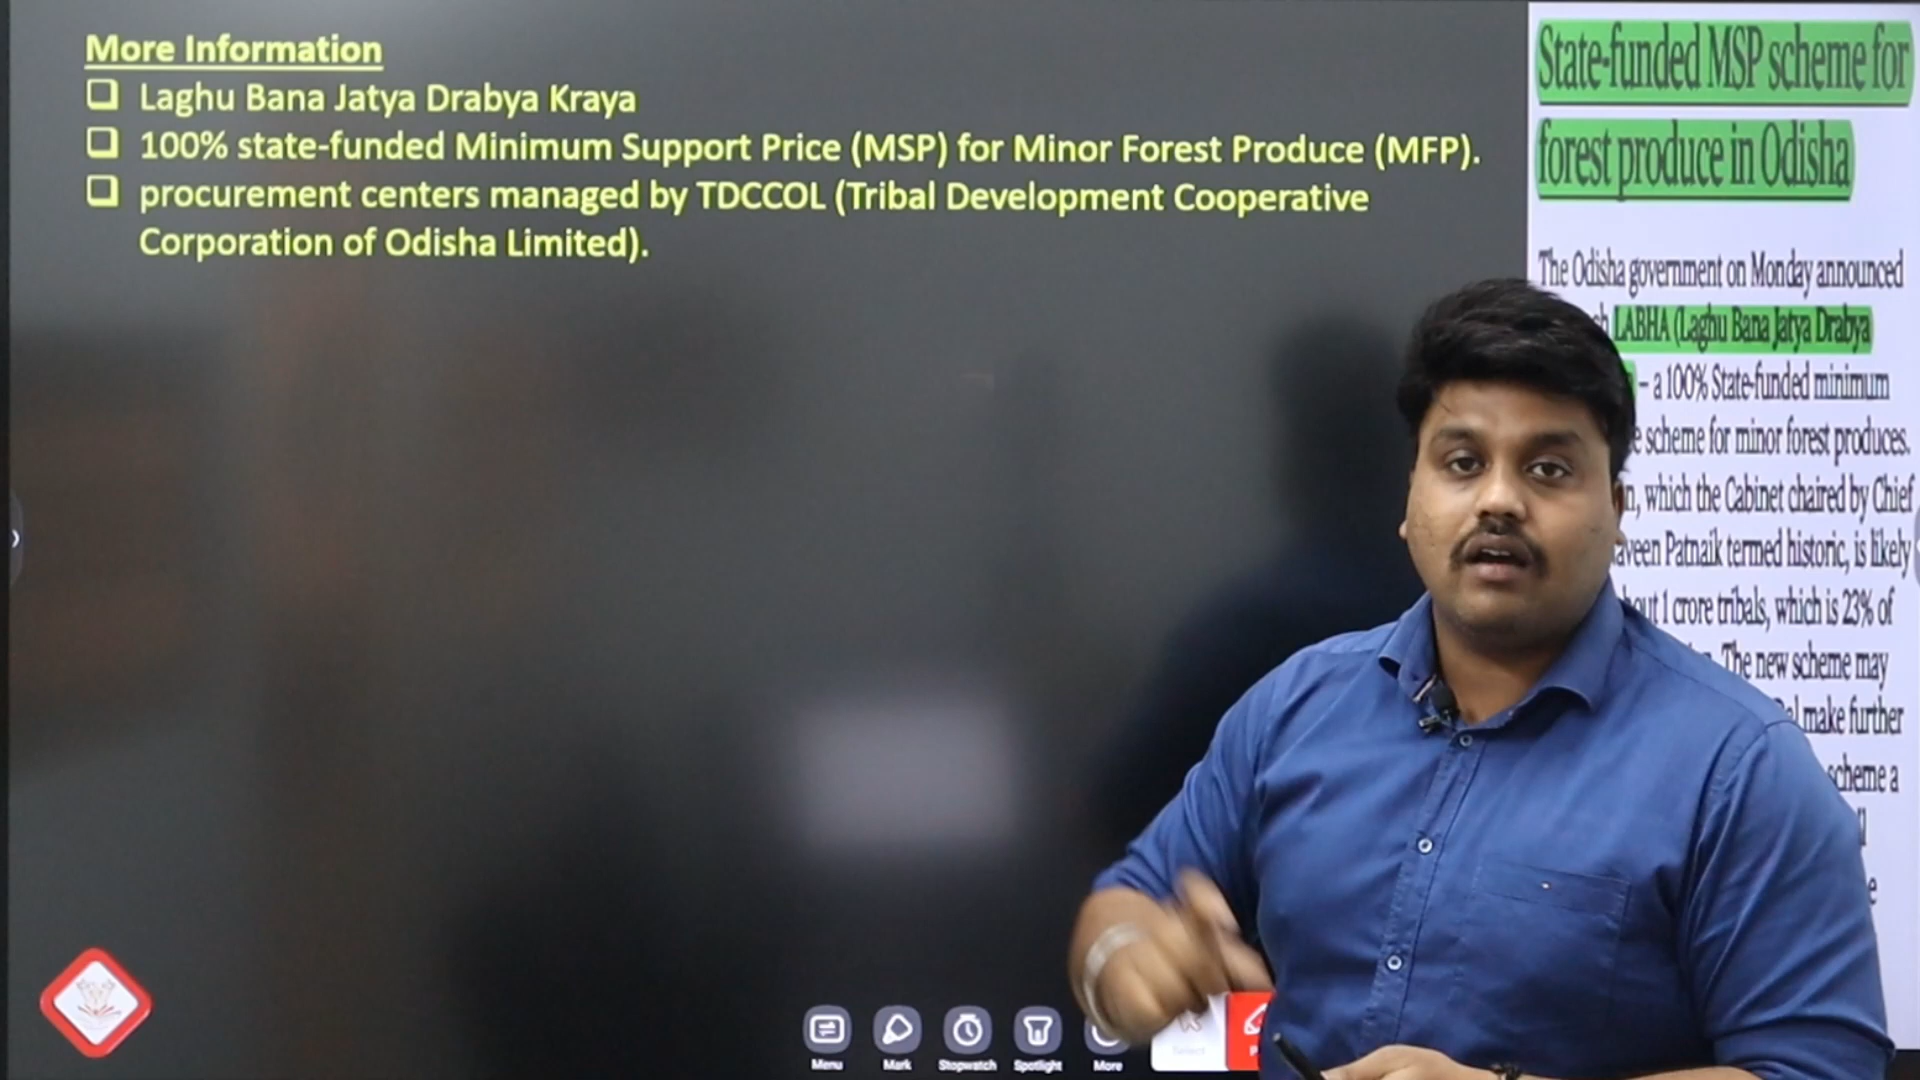 More Information
Laghu Bana Jatya Drabya Kraya
100% state-funded Minimum Support Price (MSP) for Minor Forest Produce (MFP).
procurement centers managed by TDCCOL (Tribal Development Cooperative
Corporation of Odisha Limited).
State-funded MSP scheme for
forest produce in Odisha
The Odisha government on Monday announced
LABHA (Laghu Bana Jatya Drabya
– a 100% State-funded minimum
scheme for minor forest produces.
which the Cabinet chaired by Chief
Patnaik termed historic, is likely
1 crore tribals, which is 23% of
The new scheme may
make further
scheme a
Menu
Mark
Stopwatch
Spotlight
More